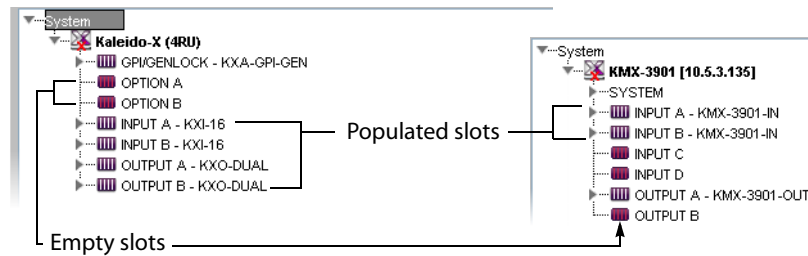 System
Kaleido-X (4RU)
GPI/GENLOCK - KXA-GPI-GEN
OPTION A
OPTION B
INPUT A - KXI-16
INPUT B - KXI-16
OUTPUT A - KXO-DUAL
OUTPUT B - KXO-DUAL
Populated slots
Empty slots
System
KMX-3901 [10.5.3.135]
SYSTEM
INPUT A - KMX-3901-IN
INPUT B - KMX-3901-IN
INPUT C
INPUT D
OUTPUT A - KMX-3901-OUT
OUTPUT B